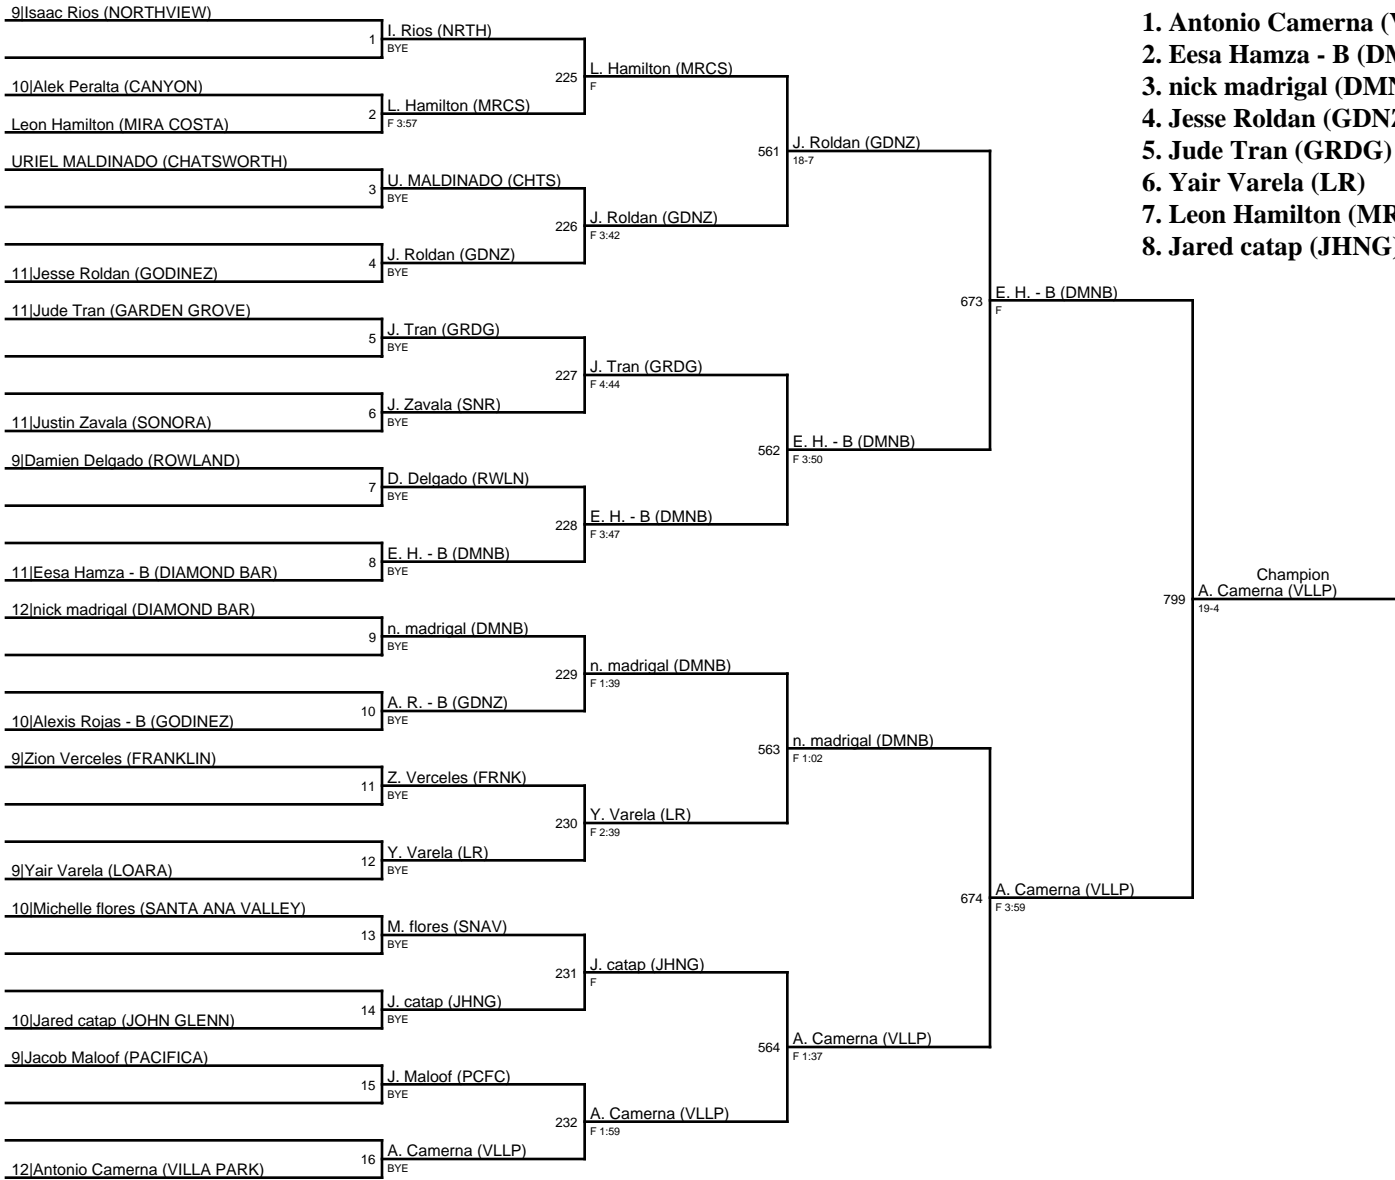 9|Isaac Rios (NORTHVIEW)
10|Alek Peralta (CANYON)
Leon Hamilton (MIRA COSTA)
URIEL MALDINADO (CHATSWORTH)
11|Jesse Roldan (GODINEZ)
11|Jude Tran (GARDEN GROVE)
11|Justin Zavala (SONORA)
9|Damien Delgado (ROWLAND)
11|Eesa Hamza - B (DIAMOND BAR)
12|nick madrigal (DIAMOND BAR)
10|Alexis Rojas - B (GODINEZ)
9|Zion Verceles (FRANKLIN)
9|Yair Varela (LOARA)
10|Michelle flores (SANTA ANA VALLEY)
10|Jared catap (JOHN GLENN)
9|Jacob Maloof (PACIFICA)
12|Antonio Camerna (VILLA PARK)
1 I. Rios (NRTH)
BYE
2 L. Hamilton (MRCS)
F 3:57
3 U. MALDINADO (CHTS)
BYE
4 J. Roldan (GDNZ)
BYE
5 J. Tran (GRDG)
BYE
6 J. Zavala (SNR)
BYE
7 D. Delgado (RWLN)
BYE
8 E. H. - B (DMNB)
BYE
9 n. madrigal (DMNB)
BYE
10 A. R. - B (GDNZ)
BYE
11 Z. Verceles (FRNK)
BYE
12 Y. Varela (LR)
BYE
13 M. flores (SNAV)
BYE
14 J. catap (JHNG)
BYE
15 J. Maloof (PCFC)
BYE
16 A. Camerna (VLLP)
BYE
225 L. Hamilton (MRCS)
F
226 J. Roldan (GDNZ)
F 3:42
227 J. Tran (GRDG)
F 4:44
228 E. H. - B (DMNB)
F 3:47
229 n. madrigal (DMNB)
F 1:39
230 Y. Varela (LR)
F 2:39
231 J. catap (JHNG)
F
232 A. Camerna (VLLP)
F 1:59
561 J. Roldan (GDNZ)
18-7
562 E. H. - B (DMNB)
F 3:50
563 n. madrigal (DMNB)
F 1:02
564 A. Camerna (VLLP)
F 1:37
673 E. H. - B (DMNB)
F
674 A. Camerna (VLLP)
F 3:59
Champion
799 A. Camerna (VLLP)
19-4
1. Antonio Camerna (
2. Eesa Hamza - B (DM
3. nick madrigal (DMN
4. Jesse Roldan (GDNZ
5. Jude Tran (GRDG)
6. Yair Varela (LR)
7. Leon Hamilton (MR
8. Jared catap (JHNG)